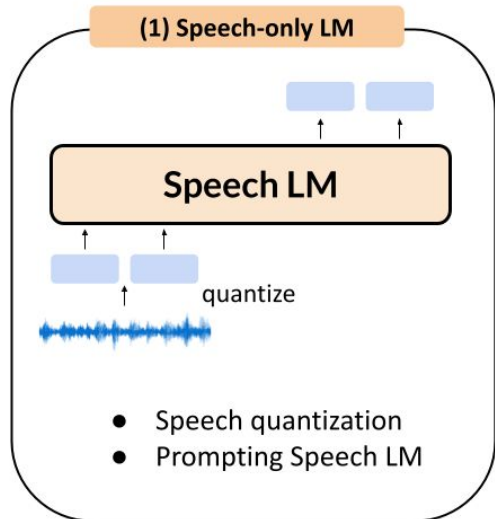 (1) Speech-only LM
Speech LM
quantize
● Speech quantization
● Prompting Speech LM